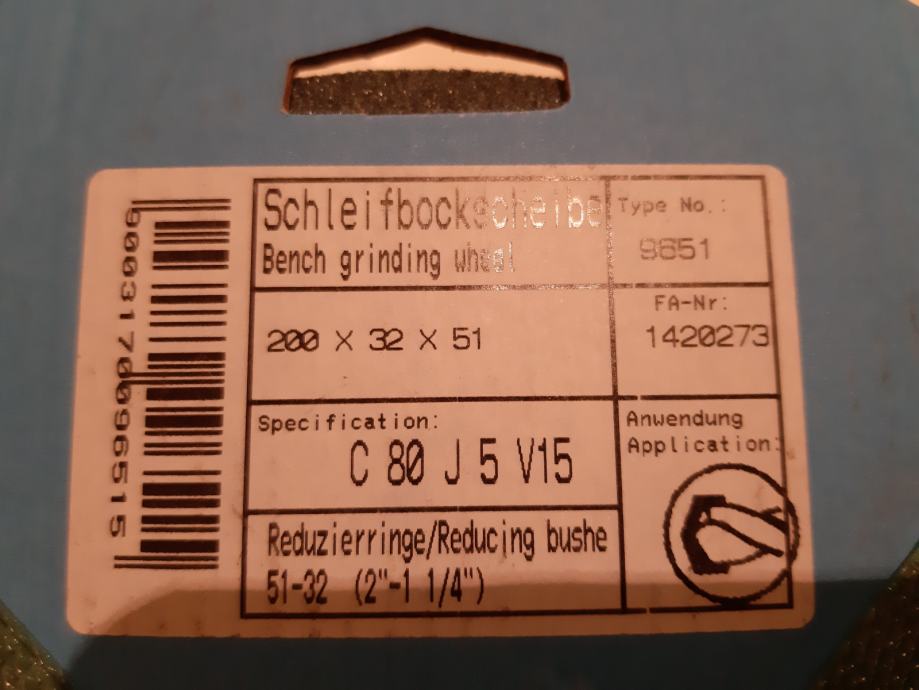 Schleifbockscheibe
Bench grinding wheel
Type No.:
9651
200 X 32 X 51
FA-Nr:
1420273
Specification:
C 80 J 5 V15
Anwendung
Application:
Reduzierringe/Reducing bushe
51-32 (2"-1 1/4")
9003170096515